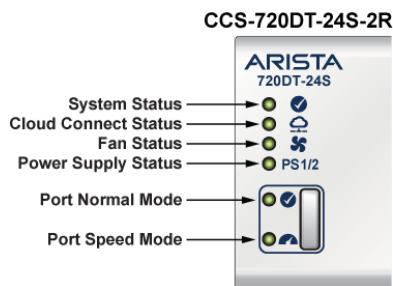 CCS-720DT-24S-2R
ARISTA
720DT-24S
System Status
Cloud Connect Status
Fan Status
Power Supply Status PS1/2
Port Normal Mode
Port Speed Mode